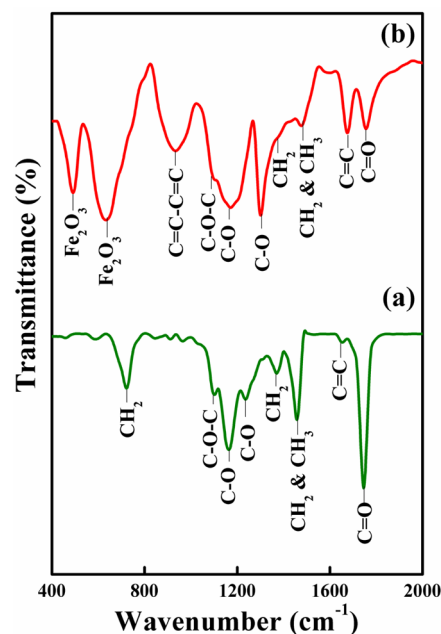 (b)
Fe2O3
Fe2O3
C=C-C=C
C-O-C
C-O
C-O
CH2
CH2 & CH3
C=C
C=O
(a)
CH2
C-O-C
C-O
C-O
CH2
CH2 & CH3
C=C
C=O
Transmittance (%)
400 800 1200 1600 2000
Wavenumber (cm-1)